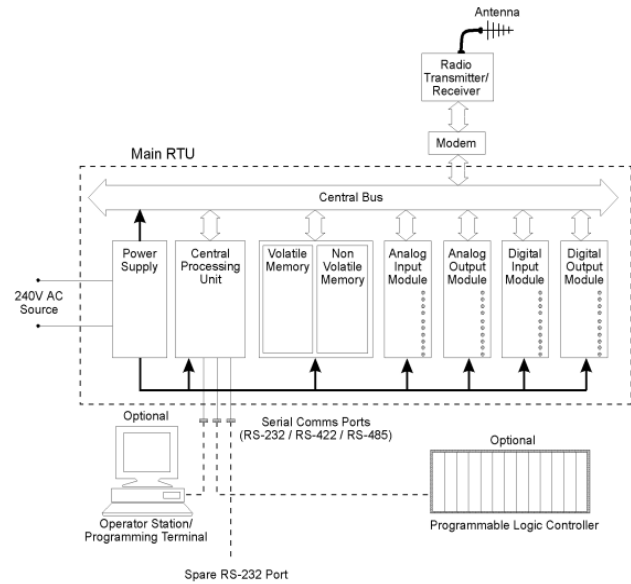 Antenna
Radio
Transmitter/
Receiver
Modem
Main RTU
Central Bus
Power
Supply
Central
Processing
Unit
Volatile
Memory
Non
Volatile
Memory
Analog
Input
Module
Analog
Output
Module
Digital
Input
Module
Digital
Output
Module
240V AC
Source
Optional
Serial Comms Ports
(RS-232 / RS-422 / RS-485)
Optional
Operator Station/
Programming Terminal
Programmable Logic Controller
Spare RS-232 Port